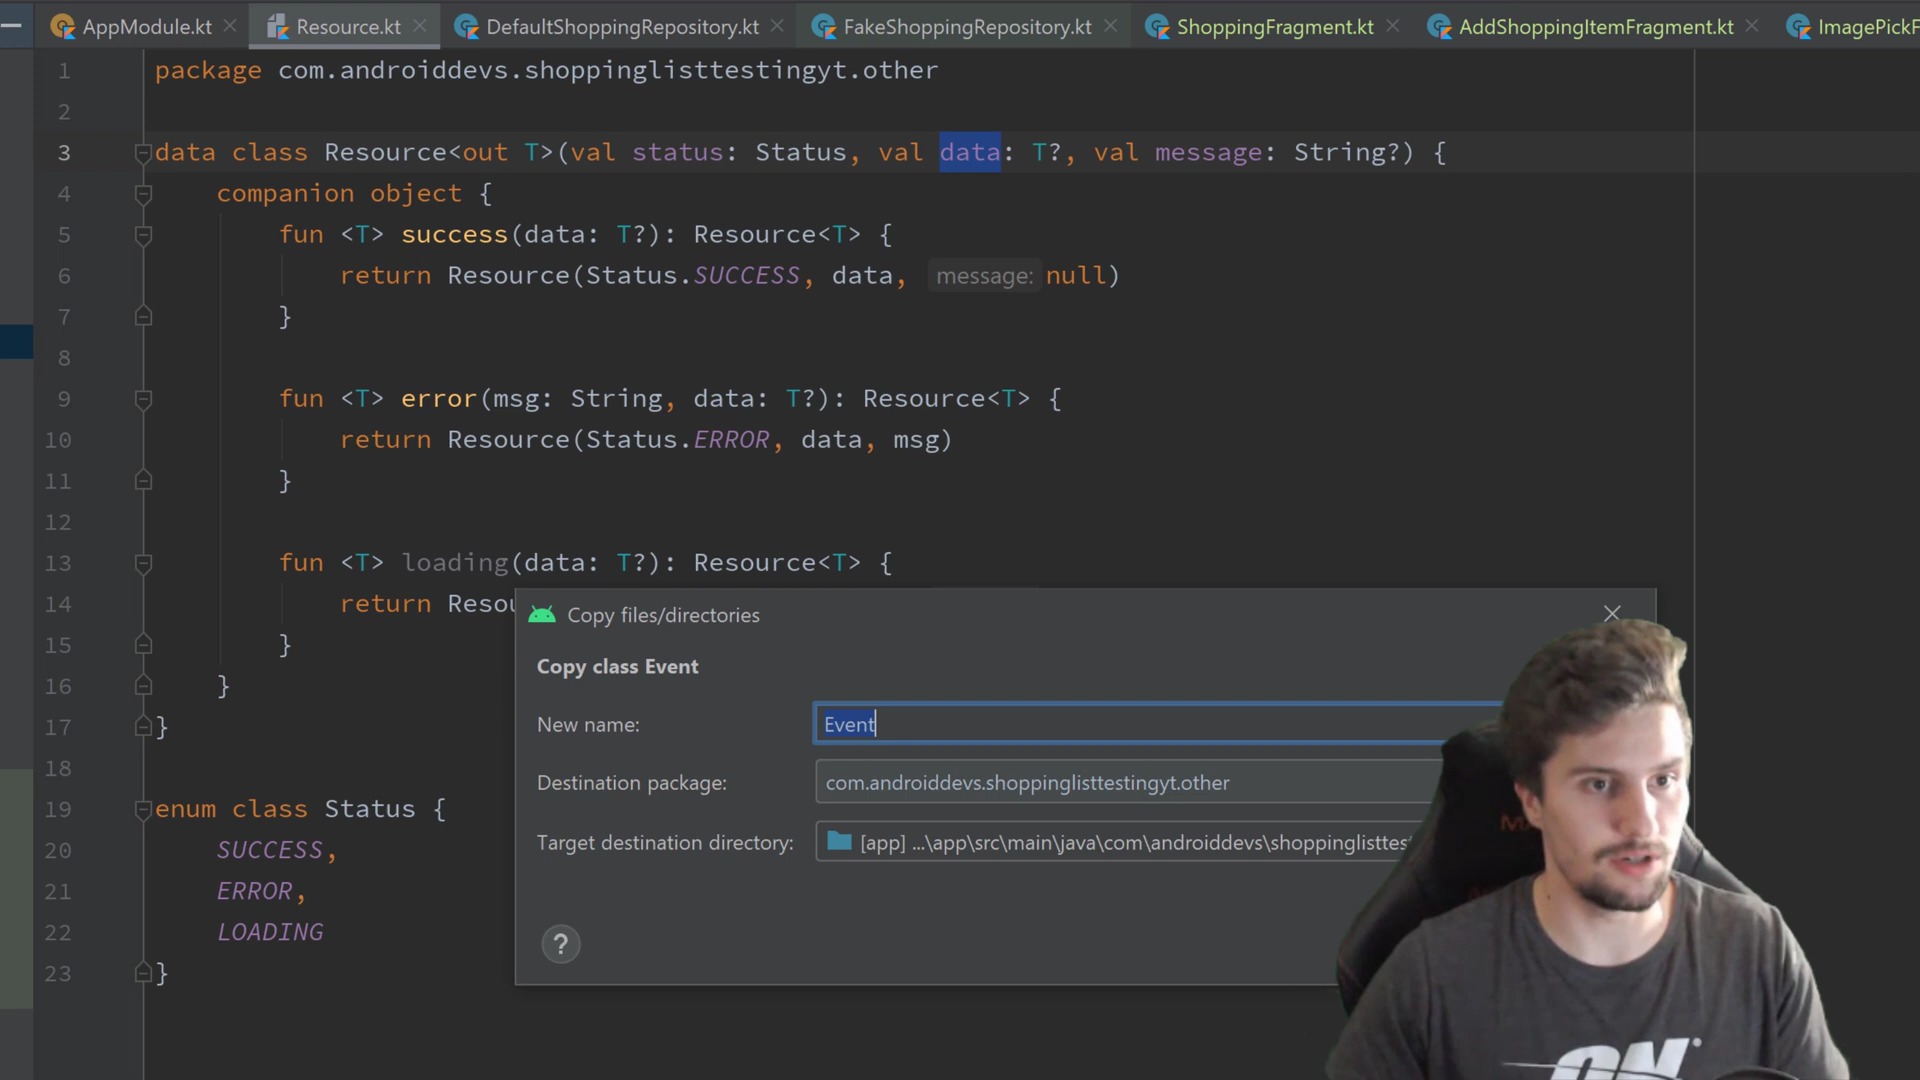 AppModule.kt
Resource.kt
DefaultShoppingRepository.kt
FakeShoppingRepository.kt
ShoppingFragment.kt
AddShoppingItemFragment.kt
ImagePickF
1 package com.androiddevs.shoppinglisttestingyt.other
2
3 data class Resource<out T>(val status: Status, val data: T?, val message: String?) {
4 companion object {
5 fun <T> success(data: T?): Resource<T> {
6 return Resource(Status.SUCCESS, data, message: null)
7 }
8
9 fun <T> error(msg: String, data: T?): Resource<T> {
10 return Resource(Status.ERROR, data, msg)
11 }
12
13 fun <T> loading(data: T?): Resource<T> {
14 return Resou
15 }
16 }
17 }
18
19 enum class Status {
20 SUCCESS,
21 ERROR,
22 LOADING
23 }
Copy files/directories
Copy class Event
New name:
Event
Destination package:
com.androiddevs.shoppinglisttestingyt.other
Target destination directory:
[app] ...\app\src\main\java\com\androiddevs\shoppinglisttes
?
ON